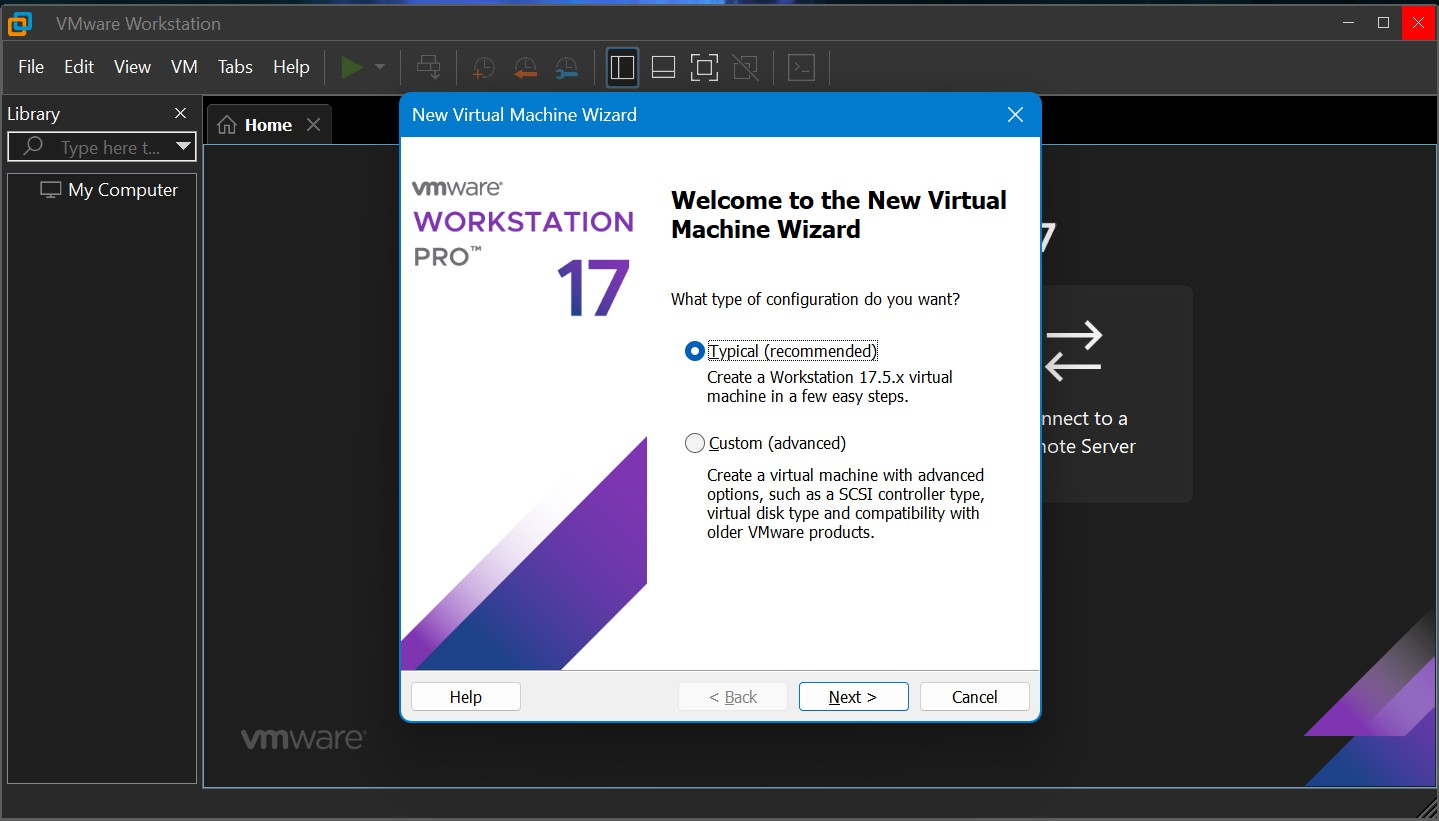 VMware Workstation
File Edit View VM Tabs Help
Library
Home
Type here t...
My Computer
New Virtual Machine Wizard
vmware®
WORKSTATION
PRO™
17
Welcome to the New Virtual
Machine Wizard
What type of configuration do you want?
Typical (recommended)
Create a Workstation 17.5.x virtual
machine in a few easy steps.
Custom (advanced)
Create a virtual machine with advanced
options, such as a SCSI controller type,
virtual disk type and compatibility with
older VMware products.
Help < Back Next > Cancel
7
nnect to a
note Server
vmware®